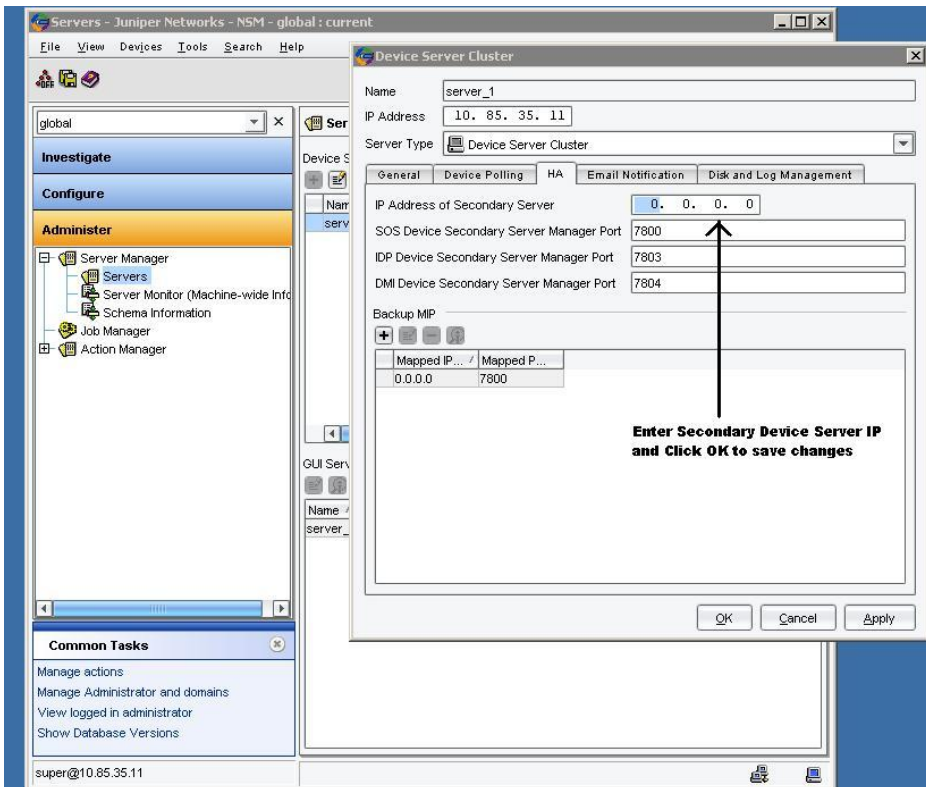 Servers - Juniper Networks - NSM - global : current
File View Devices Tools Search Help
global
Investigate
Configure
Administer
Server Manager
Servers
Server Monitor (Machine-wide Info
Schema Information
Job Manager
Action Manager
Ser
Device S
Nam
serv
GUI Serv
Name /
server_
Device Server Cluster
Name server_1
IP Address 10. 85. 35. 11
Server Type Device Server Cluster
General Device Polling HA Email Notification Disk and Log Management
IP Address of Secondary Server 0. 0. 0. 0
SOS Device Secondary Server Manager Port 7800
IDP Device Secondary Server Manager Port 7803
DMI Device Secondary Server Manager Port 7804
Backup MIP
Mapped IP... / Mapped P...
0.0.0.0 7800
Enter Secondary Device Server IP
and Click OK to save changes
OK Cancel Apply
Common Tasks
Manage actions
Manage Administrator and domains
View logged in administrator
Show Database Versions
super@10.85.35.11